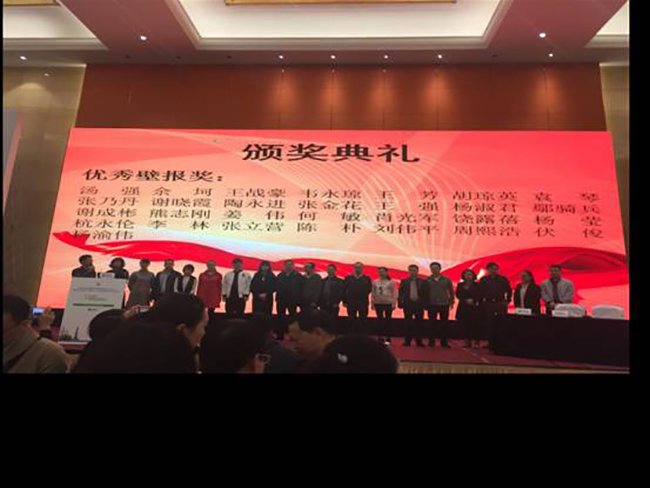 颁奖典礼
优秀壁报奖：
汤 强 余 珂 王战豪 韦永琼 王 芳 胡琼英 袁 琴
张乃丹 谢晓霞 陶永进 张金花 王 强 杨淑君 鄢骑兵
谢成彬 熊志刚 姜 伟 何 敏 肖光军 饶露蓓 杨 莹
杭永伦 李 林 张立营 陈 朴 刘伟平 周熙浩 伏 俊
杨渝伟